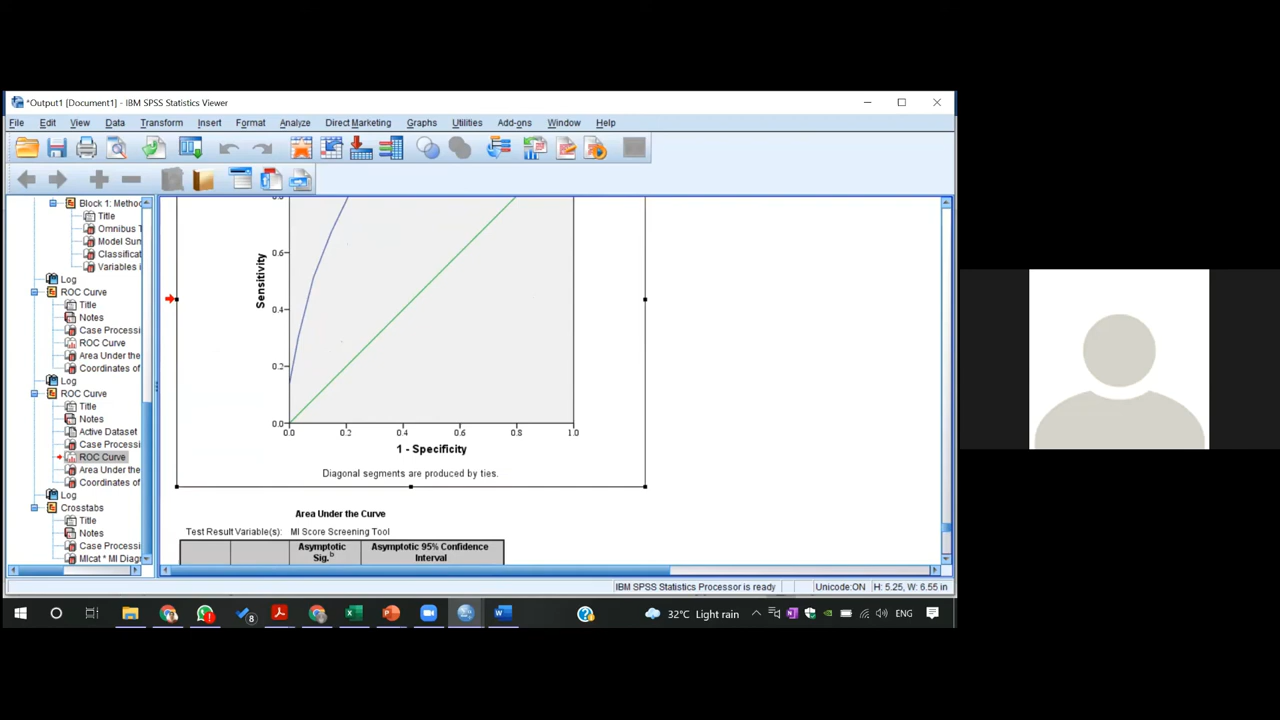 *Output1 [Document1] - IBM SPSS Statistics Viewer
File Edit View Data Transform Insert Format Analyze Direct Marketing Graphs Utilities Add-ons Window Help
Block 1: Metho
Title
Omnibus T
Model Sum
Classificat
Variables i
Log
ROC Curve
Title
Notes
Case Processi
ROC Curve
Area Under the
Coordinates of
Log
ROC Curve
Title
Notes
Active Dataset
Case Processi
ROC Curve
Area Under the
Coordinates of
Log
Crosstabs
Title
Notes
Case Processi
MIcat * MI Diagr
Sensitivity
0.6
0.4
0.2
0.0
0.0 0.2 0.4 0.6 0.8 1.0
1 - Specificity
Diagonal segments are produced by ties.
Area Under the Curve
Test Result Variable(s): MI Score Screening Tool
Asymptotic Sig.b
Asymptotic 95% Confidence Interval
IBM SPSS Statistics Processor is ready Unicode:ON H: 5.25, W: 6.55 in
8 32°C Light rain ENG